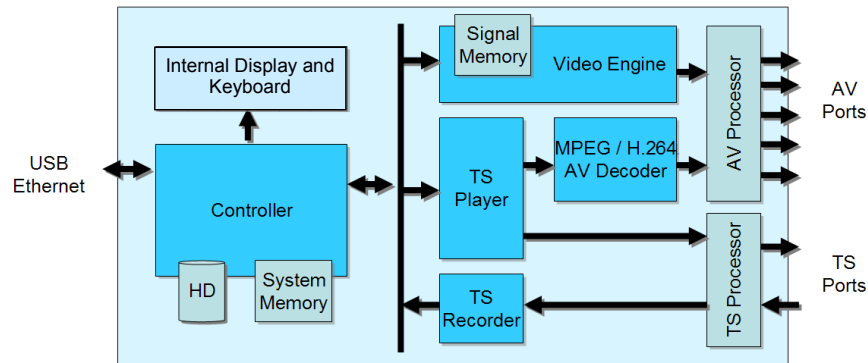 Internal Display and
Keyboard
USB
Ethernet
Controller
HD
System
Memory
Signal
Memory
Video Engine
TS
Player
MPEG / H.264
AV Decoder
TS
Recorder
AV Processor
TS Processor
AV
Ports
TS
Ports